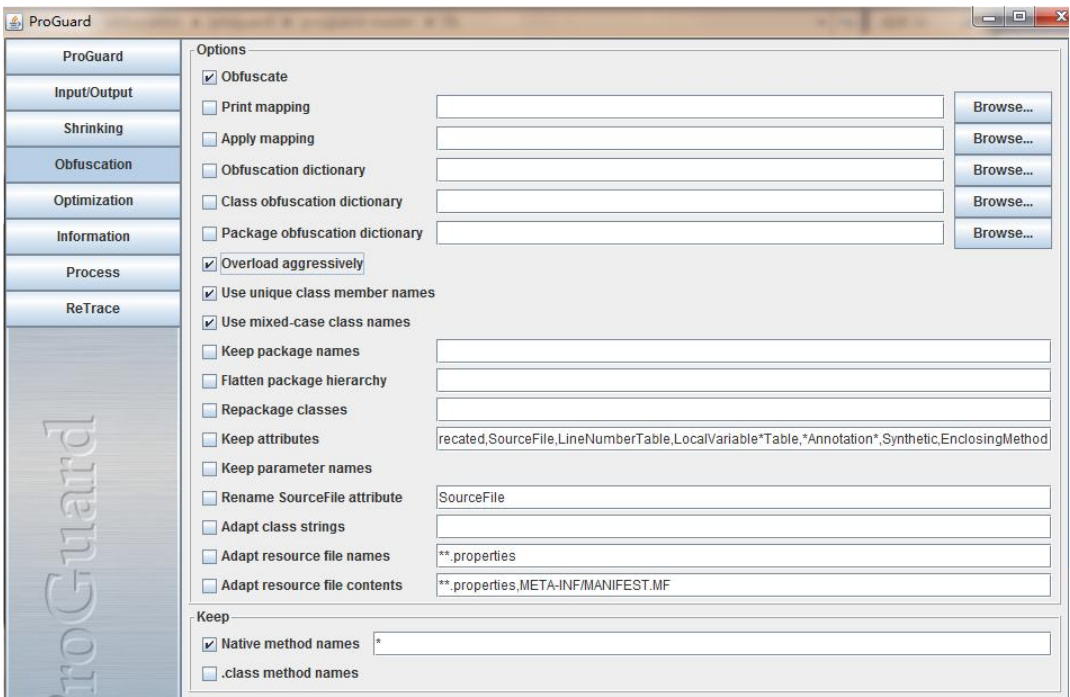 ProGuard
ProGuard
Input/Output
Shrinking
Obfuscation
Optimization
Information
Process
ReTrace
ProGuard
Options
Obfuscate
Print mapping Browse...
Apply mapping Browse...
Obfuscation dictionary Browse...
Class obfuscation dictionary Browse...
Package obfuscation dictionary Browse...
Overload aggressively
Use unique class member names
Use mixed-case class names
Keep package names
Flatten package hierarchy
Repackage classes
Keep attributes recated,SourceFile,LineNumberTable,LocalVariable*Table,*Annotation*,Synthetic,EnclosingMethod
Keep parameter names
Rename SourceFile attribute SourceFile
Adapt class strings
Adapt resource file names **.properties
Adapt resource file contents **.properties,META-INF/MANIFEST.MF
Keep
Native method names *
.class method names